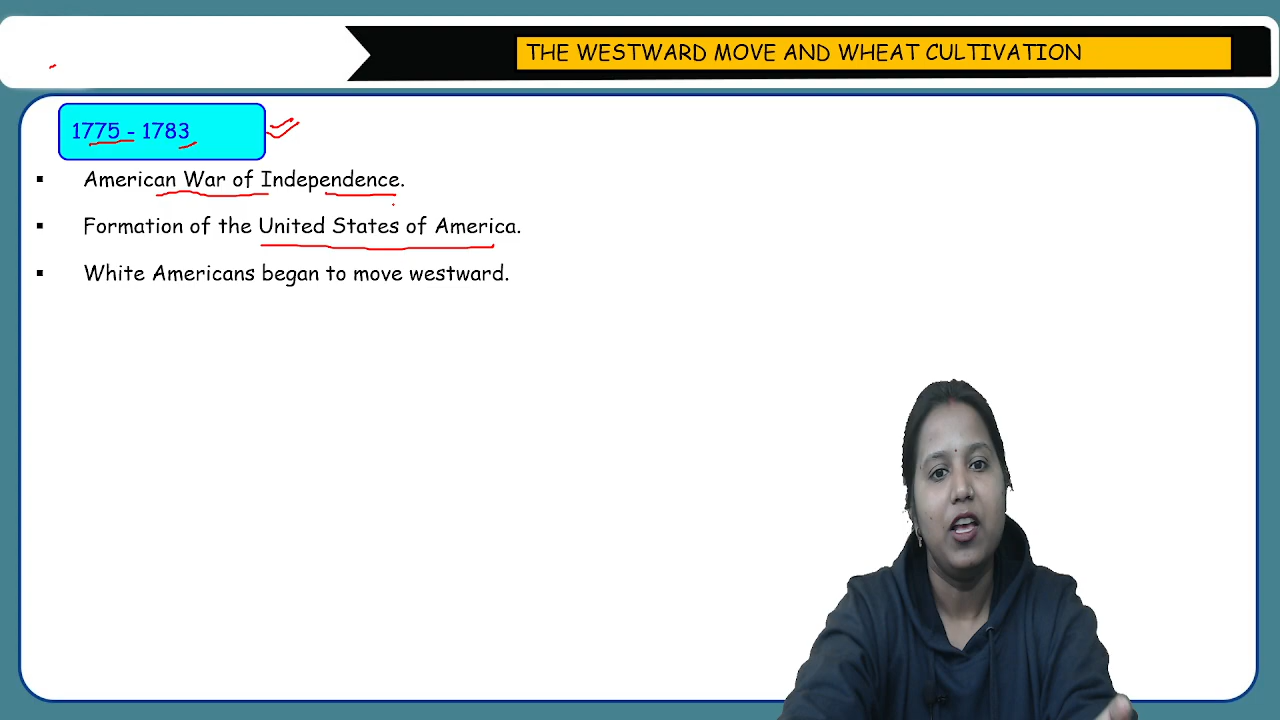 THE WESTWARD MOVE AND WHEAT CULTIVATION
1775 - 1783
▪ American War of Independence.
▪ Formation of the United States of America.
▪ White Americans began to move westward.